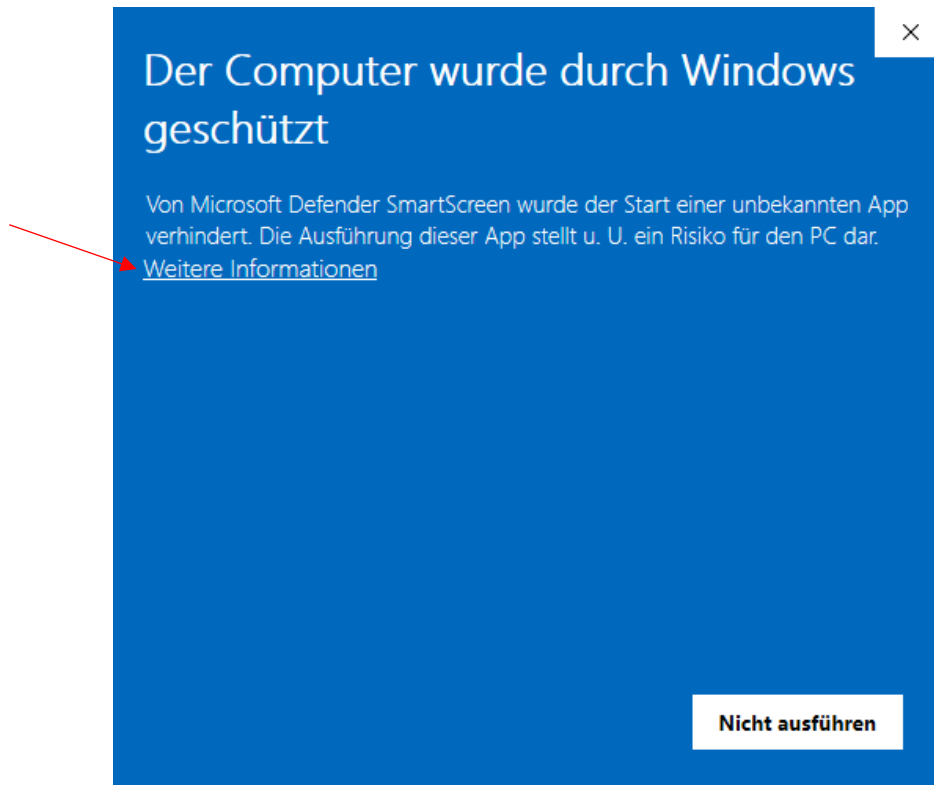 Der Computer wurde durch Windows
geschützt
Von Microsoft Defender SmartScreen wurde der Start einer unbekannten App
verhindert. Die Ausführung dieser App stellt u. U. ein Risiko für den PC dar.
Weitere Informationen
Nicht ausführen